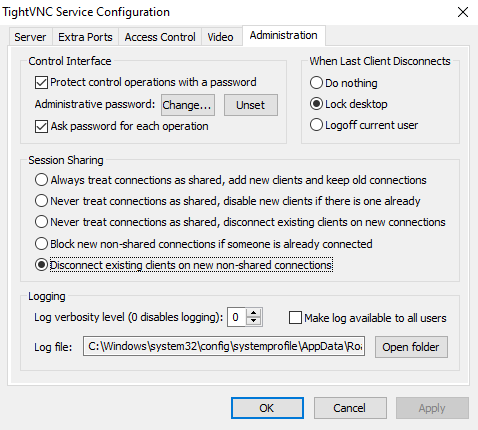 TightVNC Service Configuration
Server Extra Ports Access Control Video Administration
Control Interface
Protect control operations with a password
Administrative password: Change... Unset
Ask password for each operation
When Last Client Disconnects
Do nothing
Lock desktop
Logoff current user
Session Sharing
Always treat connections as shared, add new clients and keep old connections
Never treat connections as shared, disable new clients if there is one already
Never treat connections as shared, disconnect existing clients on new connections
Block new non-shared connections if someone is already connected
Disconnect existing clients on new non-shared connections
Logging
Log verbosity level (0 disables logging): 0 Make log available to all users
Log file: C:\Windows\system32\config\systemprofile\AppData\Roa Open folder
OK Cancel Apply